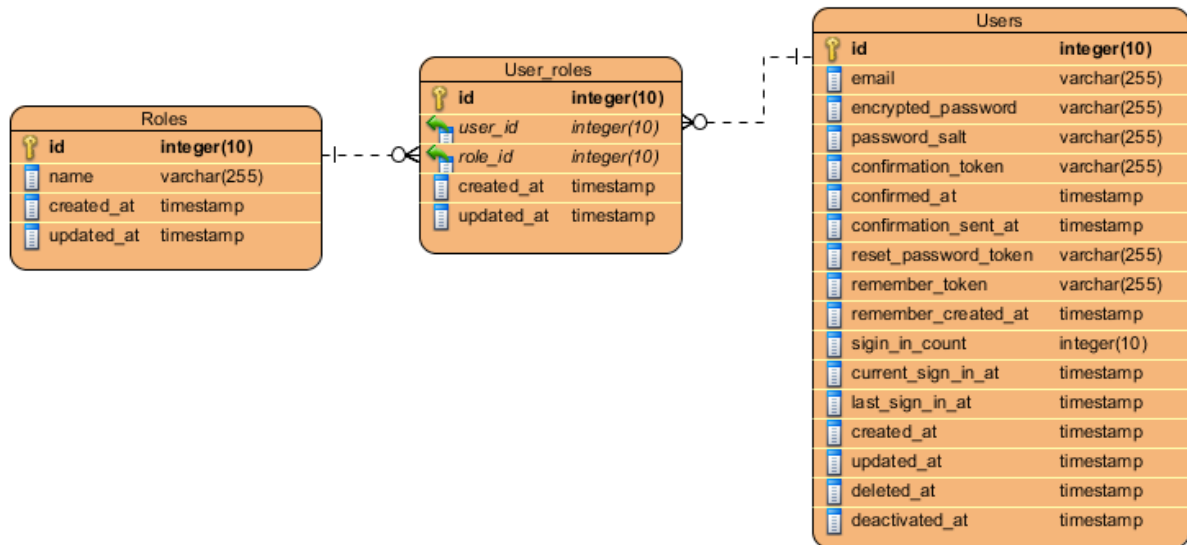 Roles
id integer(10)
name varchar(255)
created_at timestamp
updated_at timestamp
User_roles
id integer(10)
user_id integer(10)
role_id integer(10)
created_at timestamp
updated_at timestamp
Users
id integer(10)
email varchar(255)
encrypted_password varchar(255)
password_salt varchar(255)
confirmation_token varchar(255)
confirmed_at timestamp
confirmation_sent_at timestamp
reset_password_token varchar(255)
remember_token varchar(255)
remember_created_at timestamp
sigin_in_count integer(10)
current_sign_in_at timestamp
last_sign_in_at timestamp
created_at timestamp
updated_at timestamp
deleted_at timestamp
deactivated_at timestamp